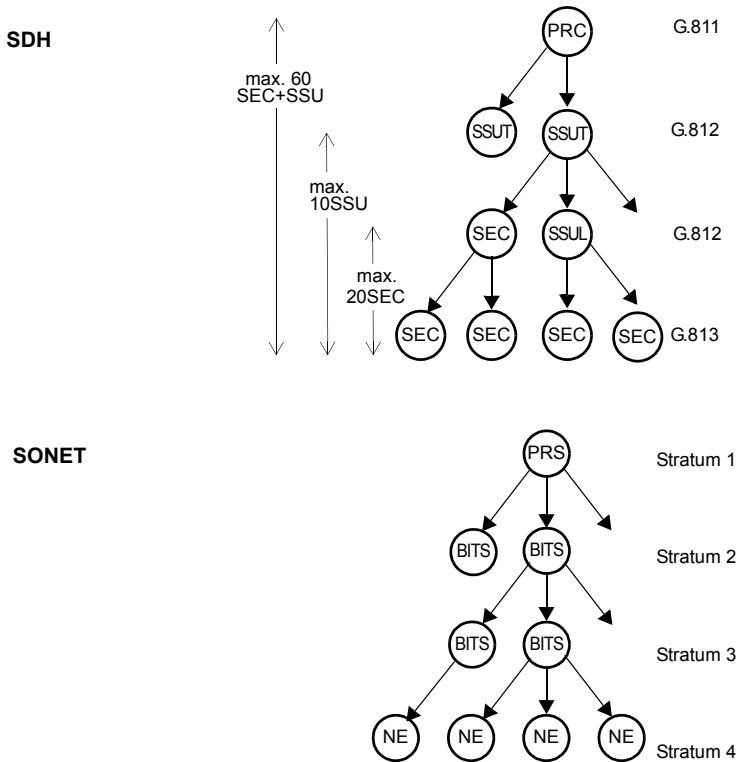 SDH
PRC
G.811
max. 60
SEC+SSU
SSUT
SSUT
G.812
max.
10SSU
SEC
SSUL
G.812
max.
20SEC
SEC
SEC
SEC
SEC
G.813
SONET
PRS
Stratum 1
BITS
BITS
Stratum 2
BITS
BITS
Stratum 3
NE
NE
NE
NE
Stratum 4